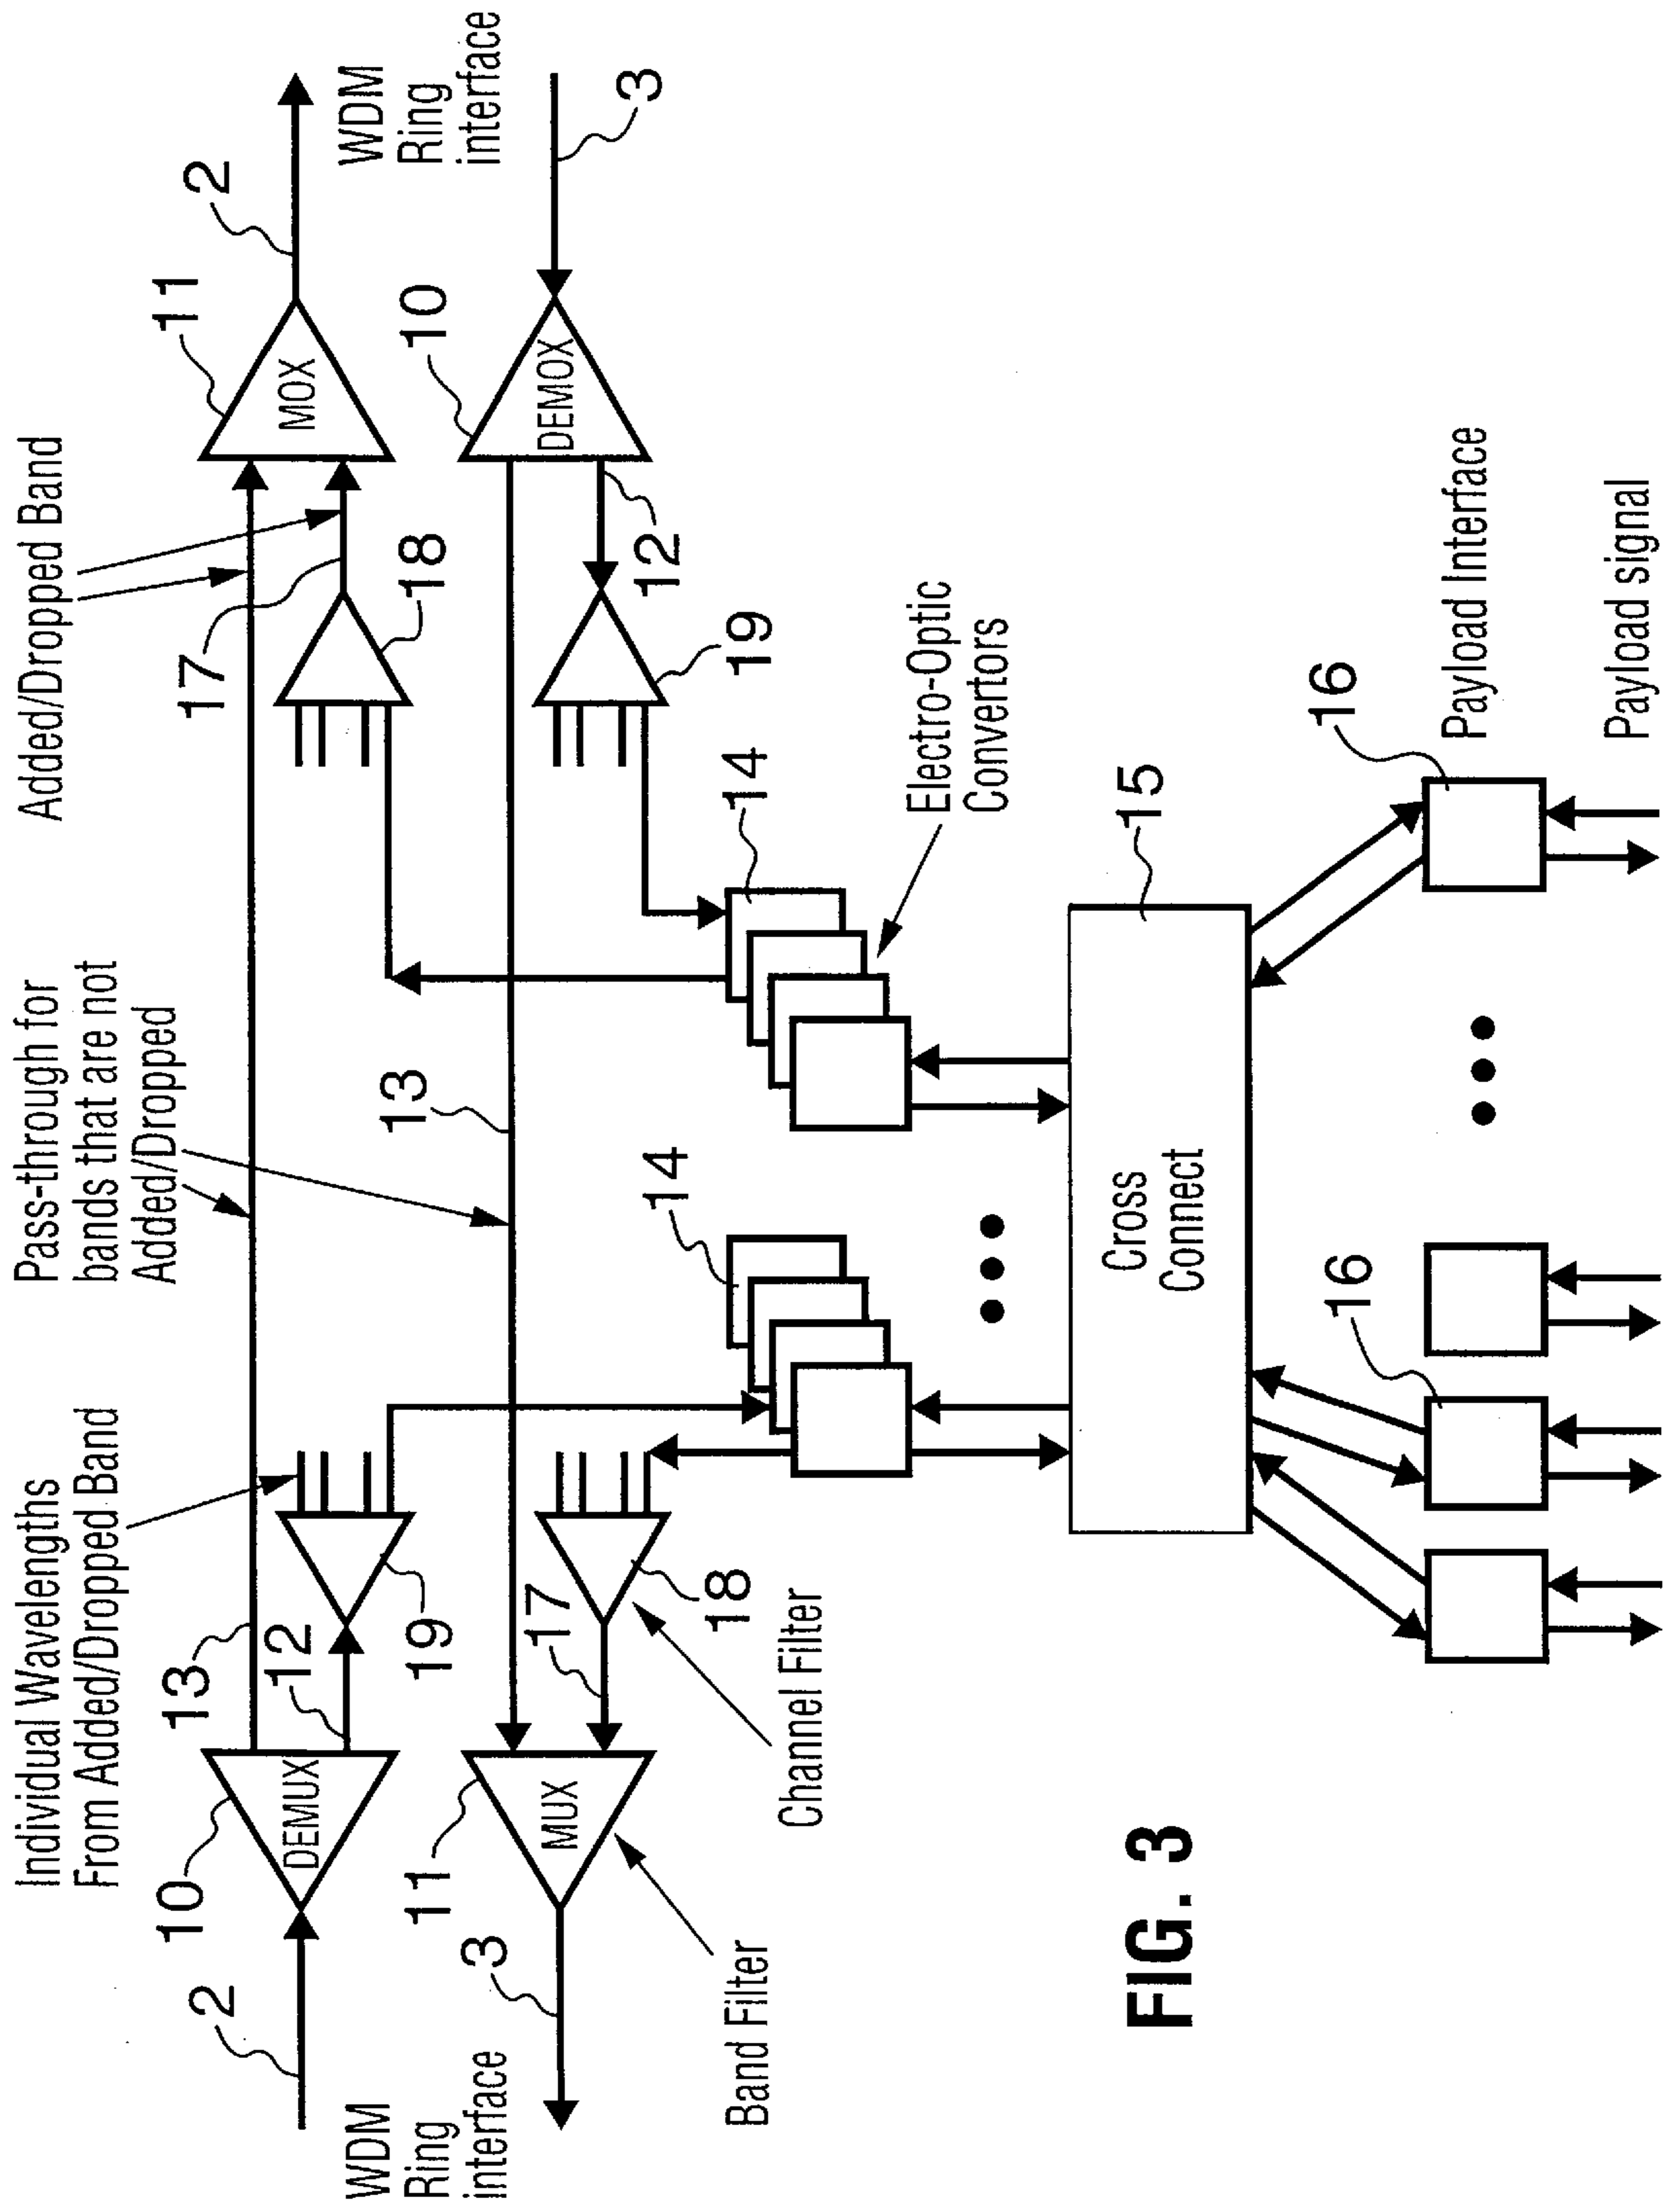 Individual Wavelengths
From Added/Dropped Band
Pass-through for
bands that are not
Added/Dropped
Added/Dropped Band
2
10
DEMUX
13
12
19
17
18
11
MOX
2
WDM
Ring
interface
WDM
Ring
interface
3
11
MUX
17
18
13
19
12
10
DEMOX
3
Band Filter
Channel Filter
14
14
Electro-Optic
Convertors
Cross
Connect
15
16
16
Payload Interface
Payload signal
FIG. 3